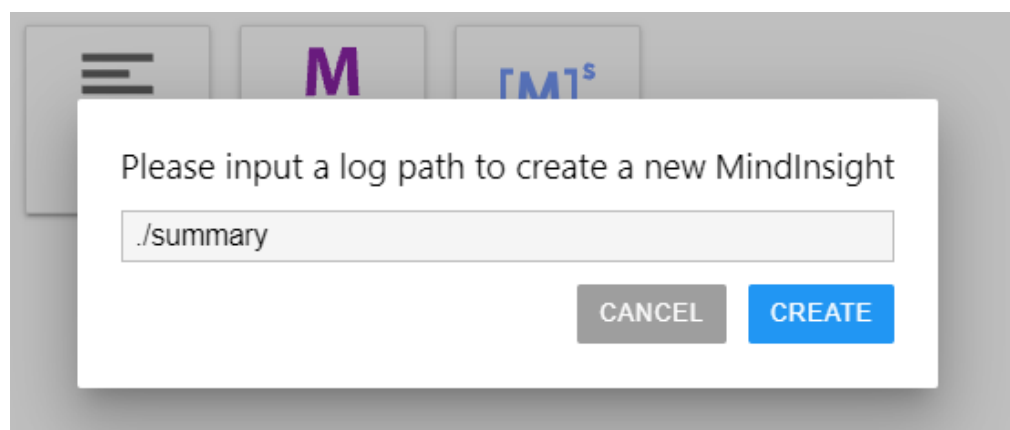 M
[M]s
Please input a log path to create a new MindInsight
./summary
CANCEL CREATE